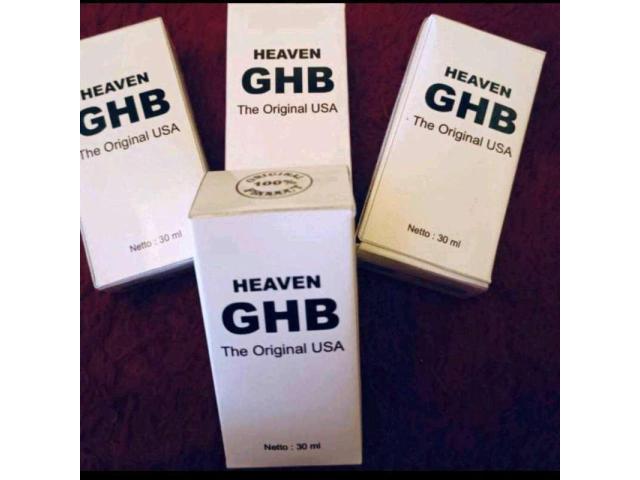 HEAVEN
GHB
The Original USA
Netto : 30 ml
HEAVEN
GHB
The Original USA
HEAVEN
GHB
The Original USA
Netto : 30 ml
ORIGINAL
100%
HEAVEN
GHB
The Original USA
Netto : 30 ml